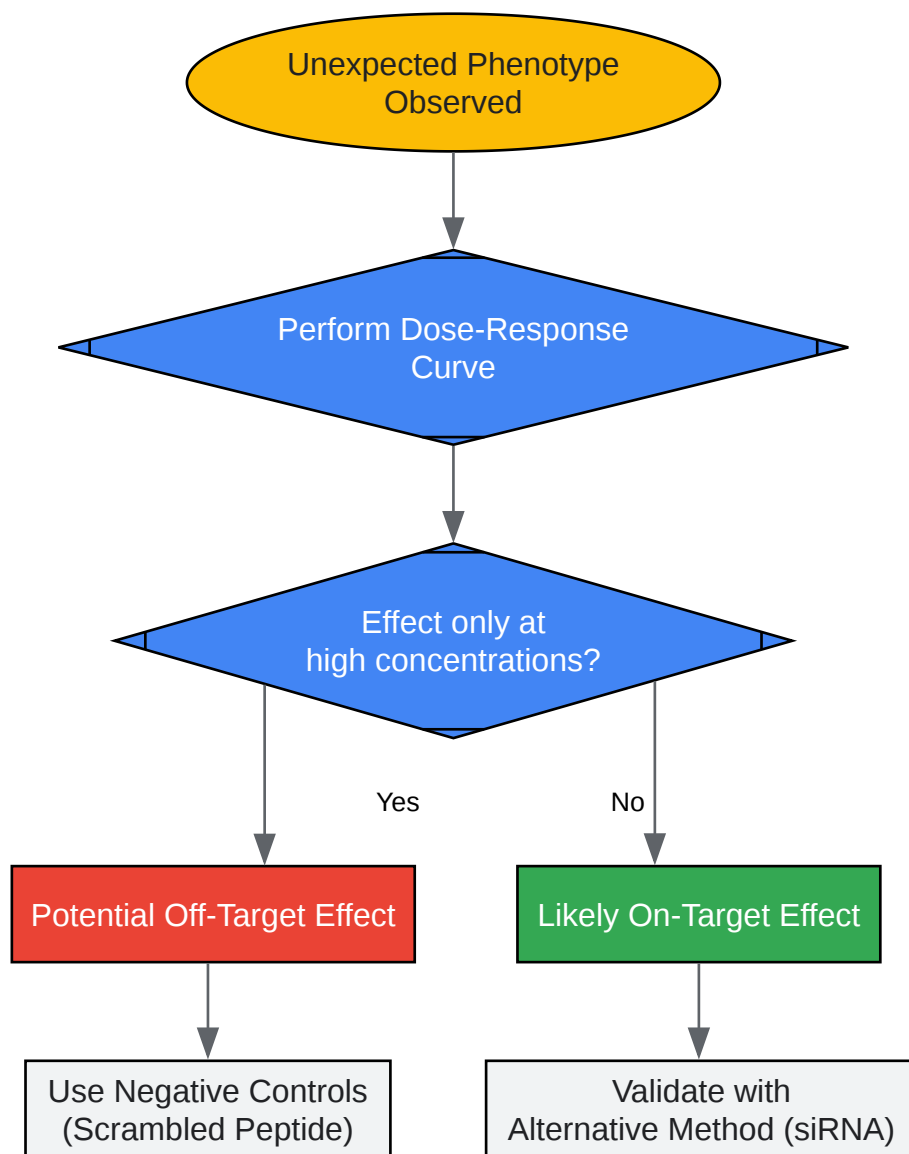 Unexpected Phenotype
Observed
Perform Dose-Response
Curve
Effect only at
high concentrations?
Yes
No
Potential Off-Target Effect
Likely On-Target Effect
Use Negative Controls
(Scrambled Peptide)
Validate with
Alternative Method (siRNA)